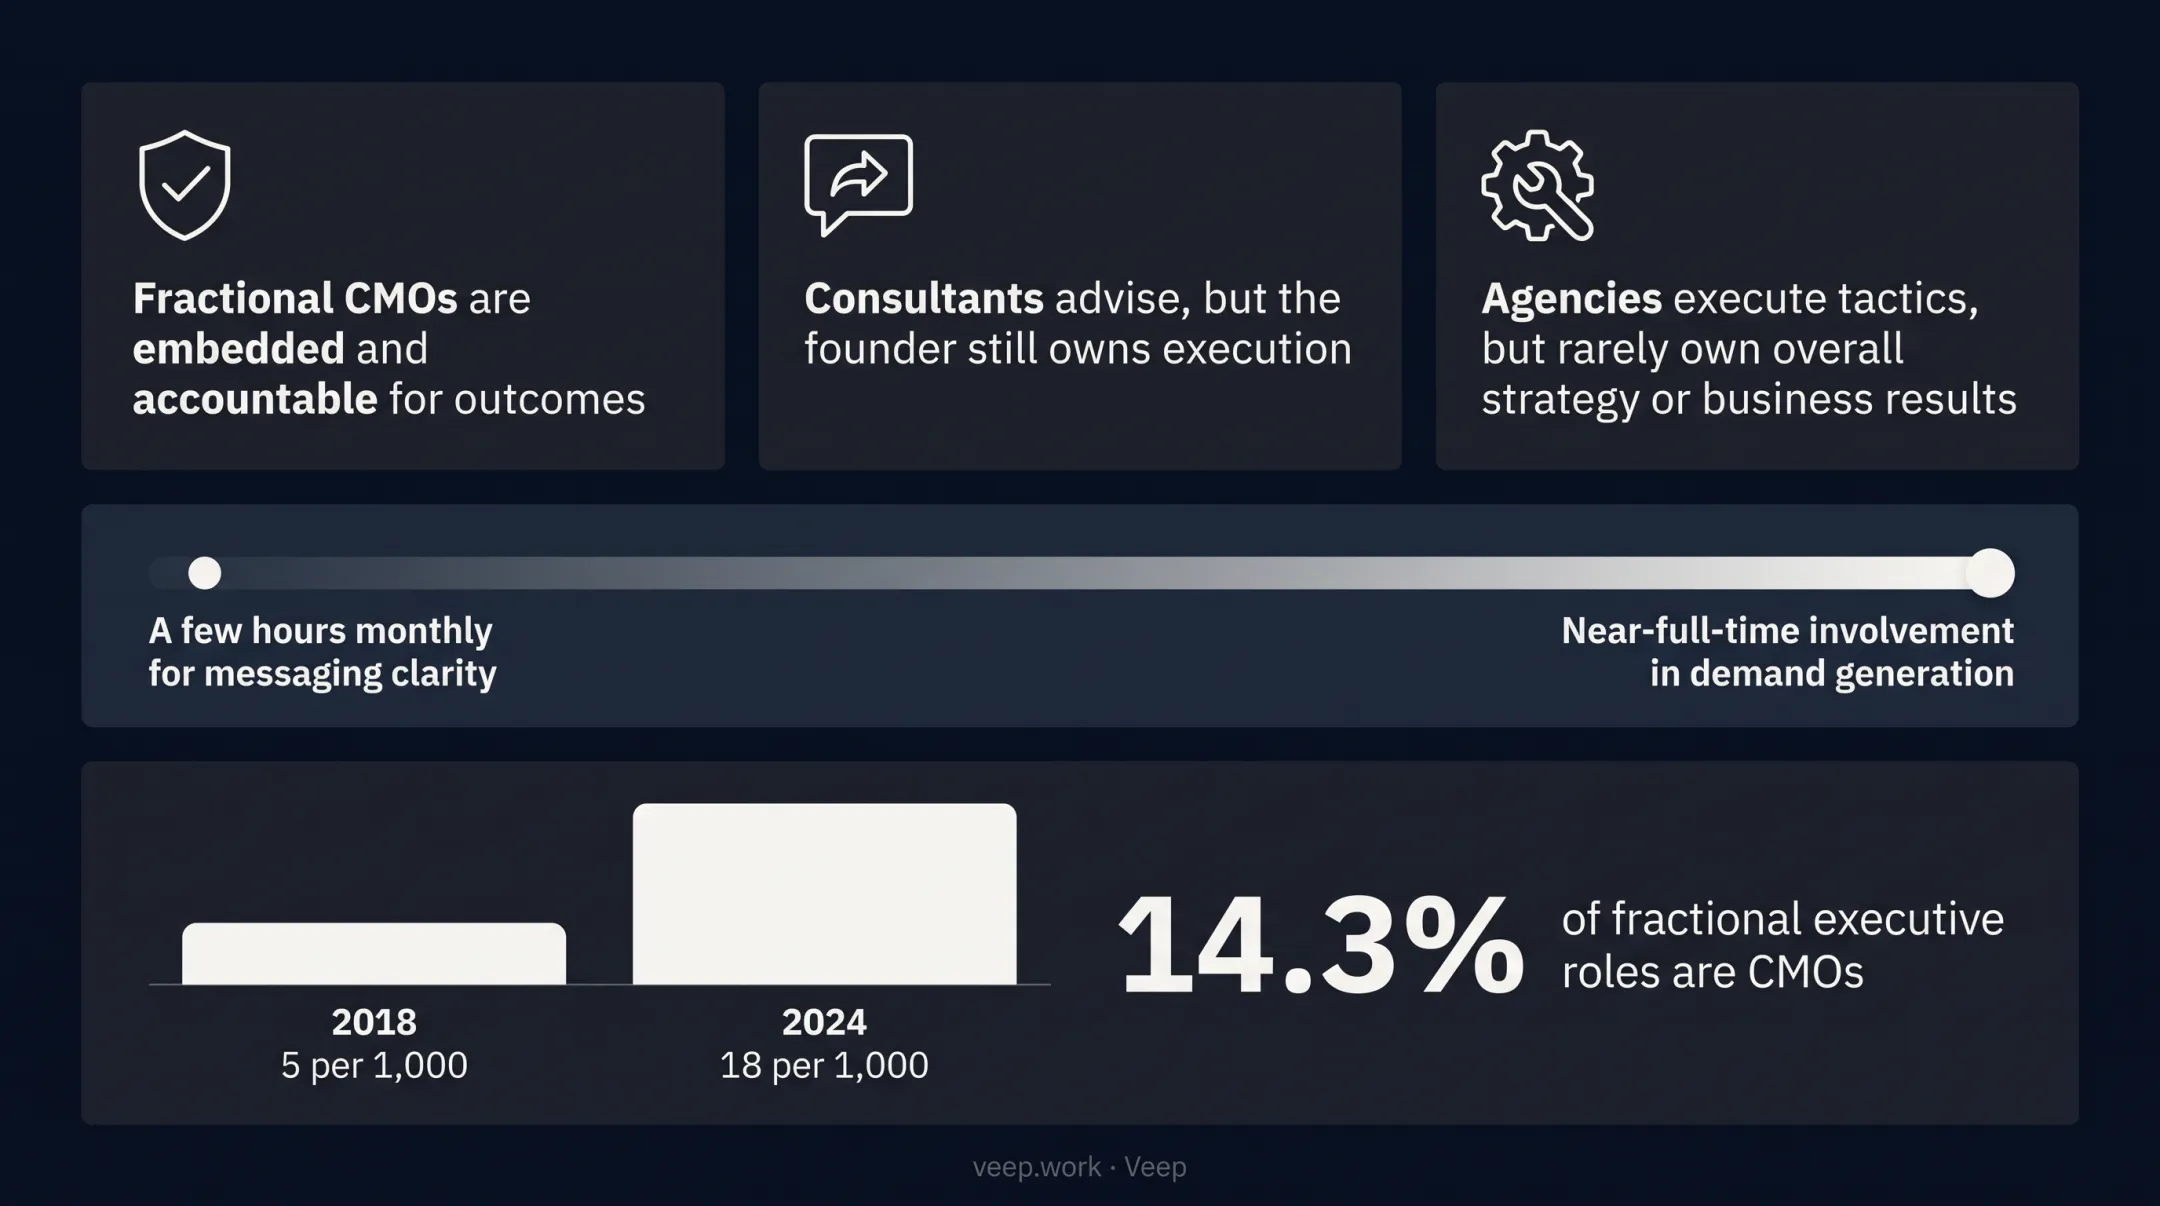 Fractional CMOs are
embedded and
accountable for outcomes
Consultants advise, but the
founder still owns execution
Agencies execute tactics,
but rarely own overall
strategy or business results
A few hours monthly
for messaging clarity
Near-full-time involvement
in demand generation
2018
5 per 1,000
2024
18 per 1,000
14.3%
of fractional executive
roles are CMOs
veep.work · Veep